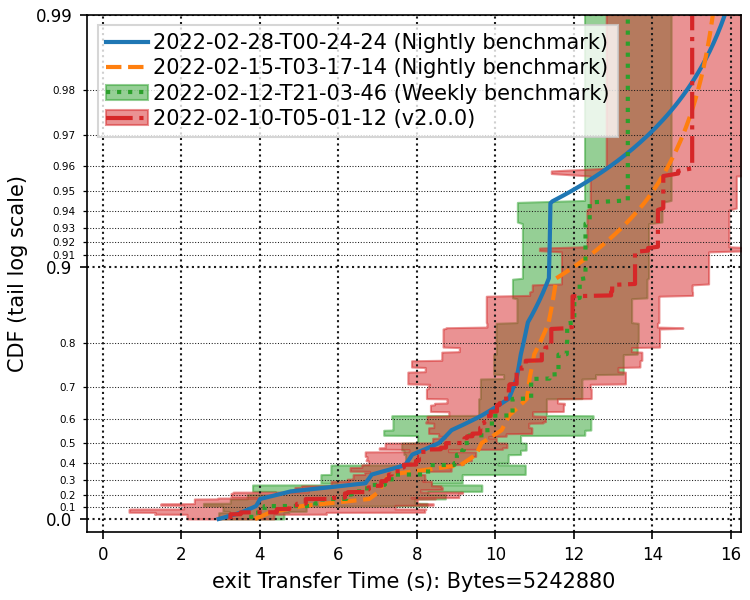 0.99
2022-02-28-T00-24-24 (Nightly benchmark)
2022-02-15-T03-17-14 (Nightly benchmark)
2022-02-12-T21-03-46 (Weekly benchmark)
2022-02-10-T05-01-12 (v2.0.0)
0.98
0.97
0.96
0.95
0.94
0.93
0.92
0.91
0.9
0.8
0.7
0.6
0.5
0.4
0.3
0.2
0.1
0.0
CDF (tail log scale)
0 2 4 6 8 10 12 14 16
exit Transfer Time (s): Bytes=5242880